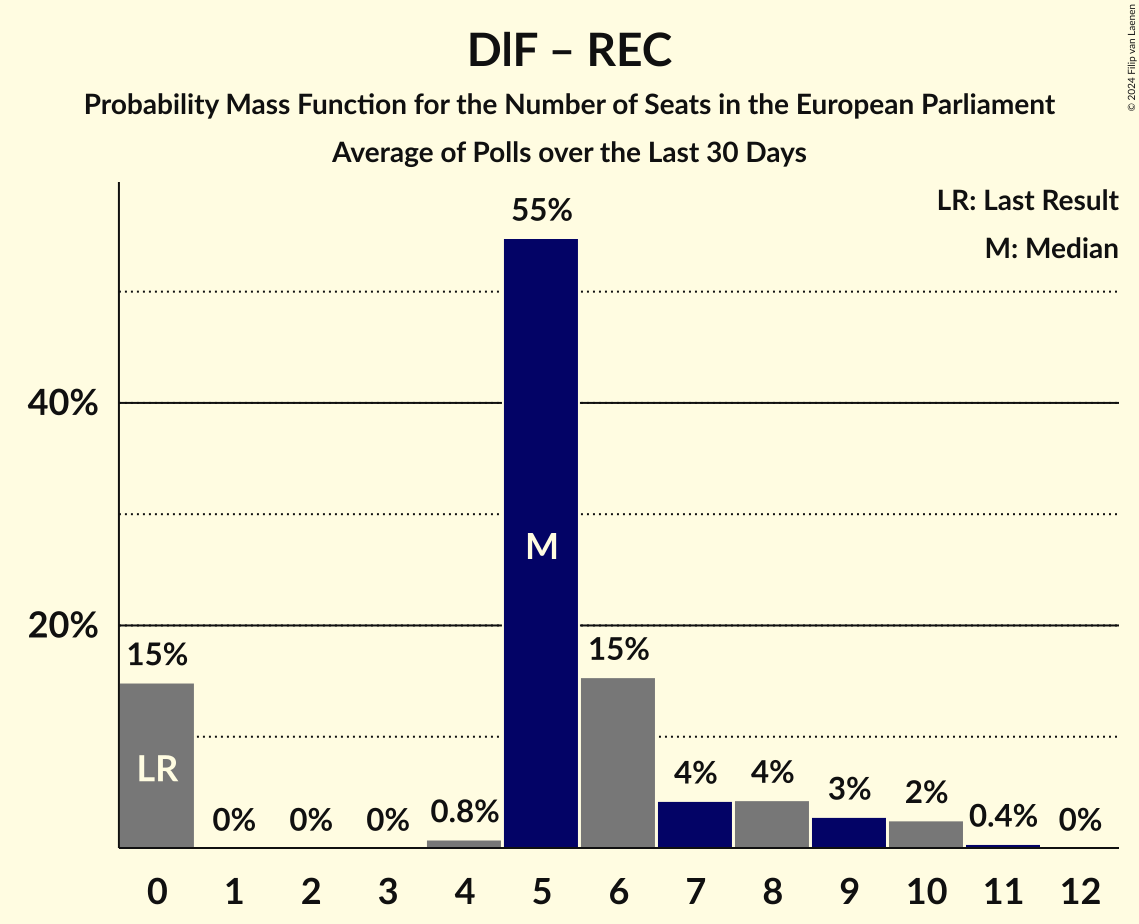 DIF – REC
Probability Mass Function for the Number of Seats in the European Parliament
Average of Polls over the Last 30 Days
© 2024 Filip van Laenen
LR: Last Result
M: Median
55%
40%
M
20%
15%
15%
LR
0%
0%
0%
0.8%
4%
4%
3%
2%
0.4%
0%
0 1 2 3 4 5 6 7 8 9 10 11 12